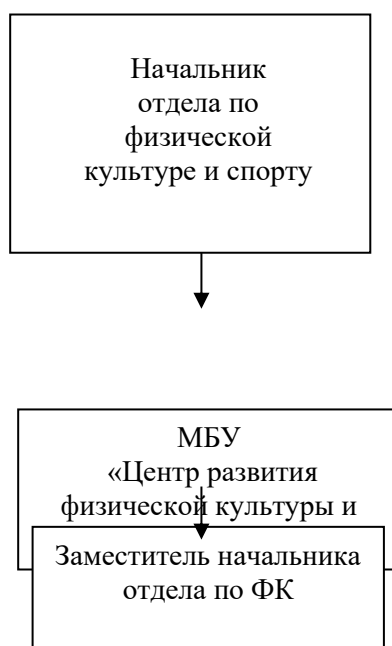 Начальник
отдела по
физической
культуре и спорту
МБУ
«Центр развития
физической культуры и
Заместитель начальника
отдела по ФК